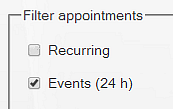 Filter appointments
Recurring
Events (24 h)